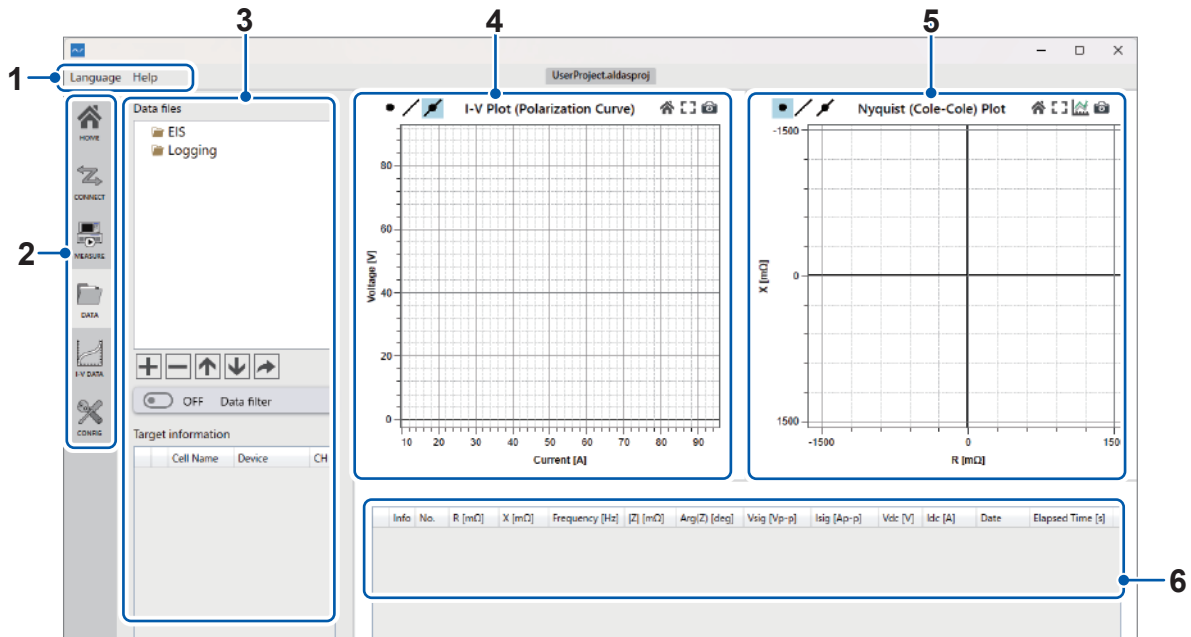 3
4
5
1
Language Help
UserProject.aldasproj
2
HOME
CONNECT
MEASURE
DATA
I-V DATA
CONFIG
Data files
EIS
Logging
OFF Data filter
Target information
Cell Name Device CH
I-V Plot (Polarization Curve)
80
60
40
20
0
Voltage [V]
10 20 30 40 50 60 70 80 90
Current [A]
Nyquist (Cole-Cole) Plot
-1500
0
1500
X [mΩ]
-1500 0 150
R [mΩ]
Info No. R [mΩ] X [mΩ] Frequency [Hz] |Z| [mΩ] Arg(Z) [deg] Vsig [Vp-p] Isig [Ap-p] Vdc [V] Idc [A] Date Elapsed Time [s]
6